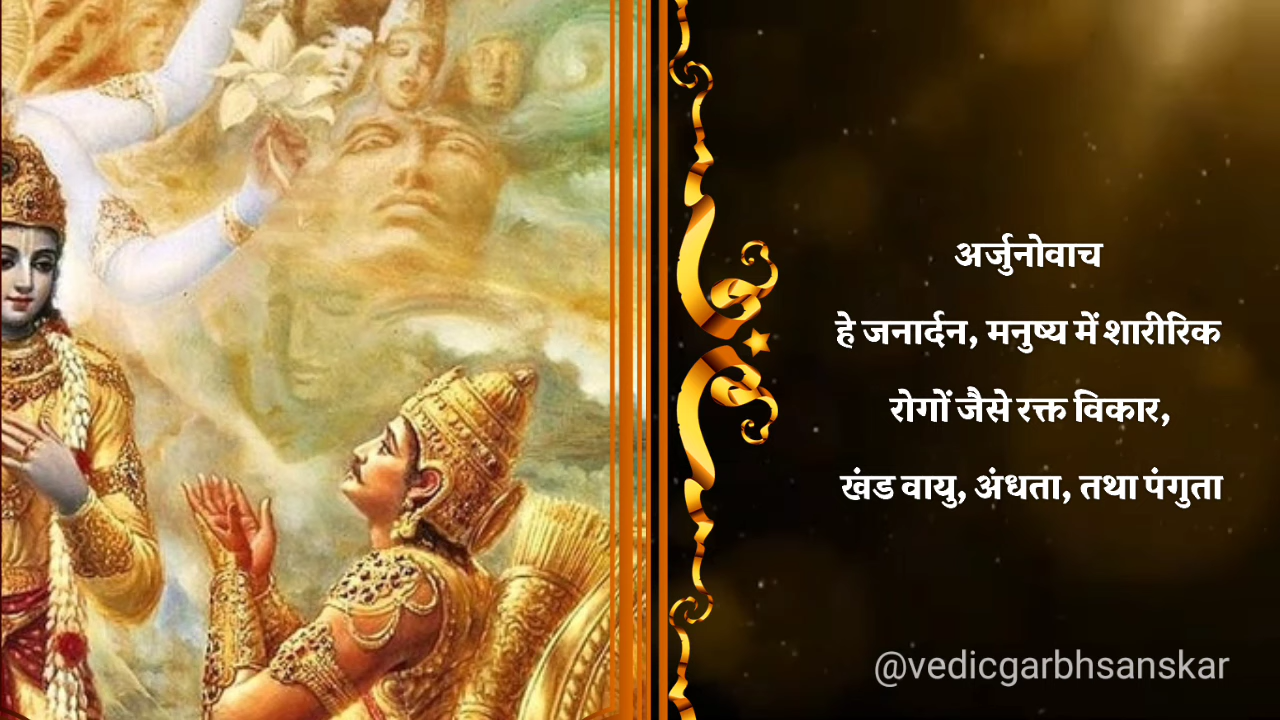 अर्जुनोवाच
हे जनार्दन, मनुष्य में शारीरिक
रोगों जैसे रक्त विकार,
खंड वायु, अंधता, तथा पंगुता
@vedicgarbhsanskar